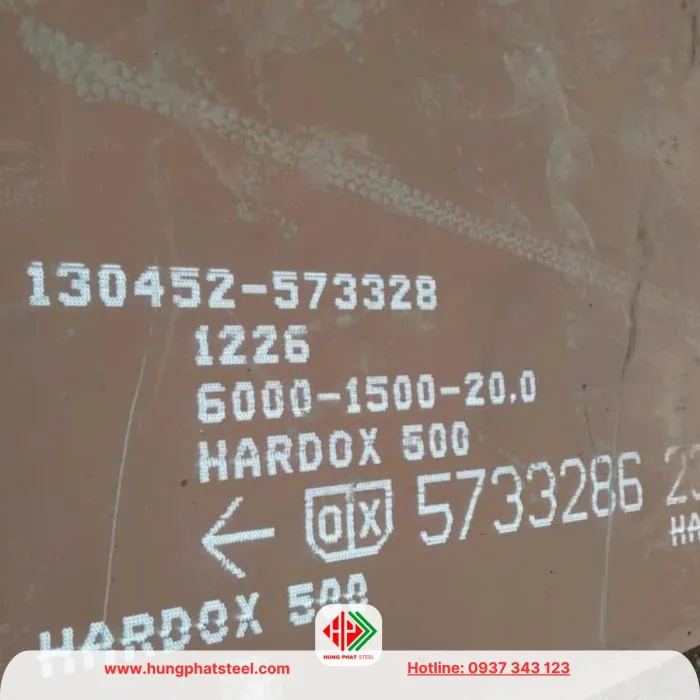 130452-573328
1226
6000-1500-20.0
HARDOX 500
OX 5733286
HARDOX 500
HUNG PHAT STEEL
www.hungphatsteel.com
Hotline: 0937 343 123